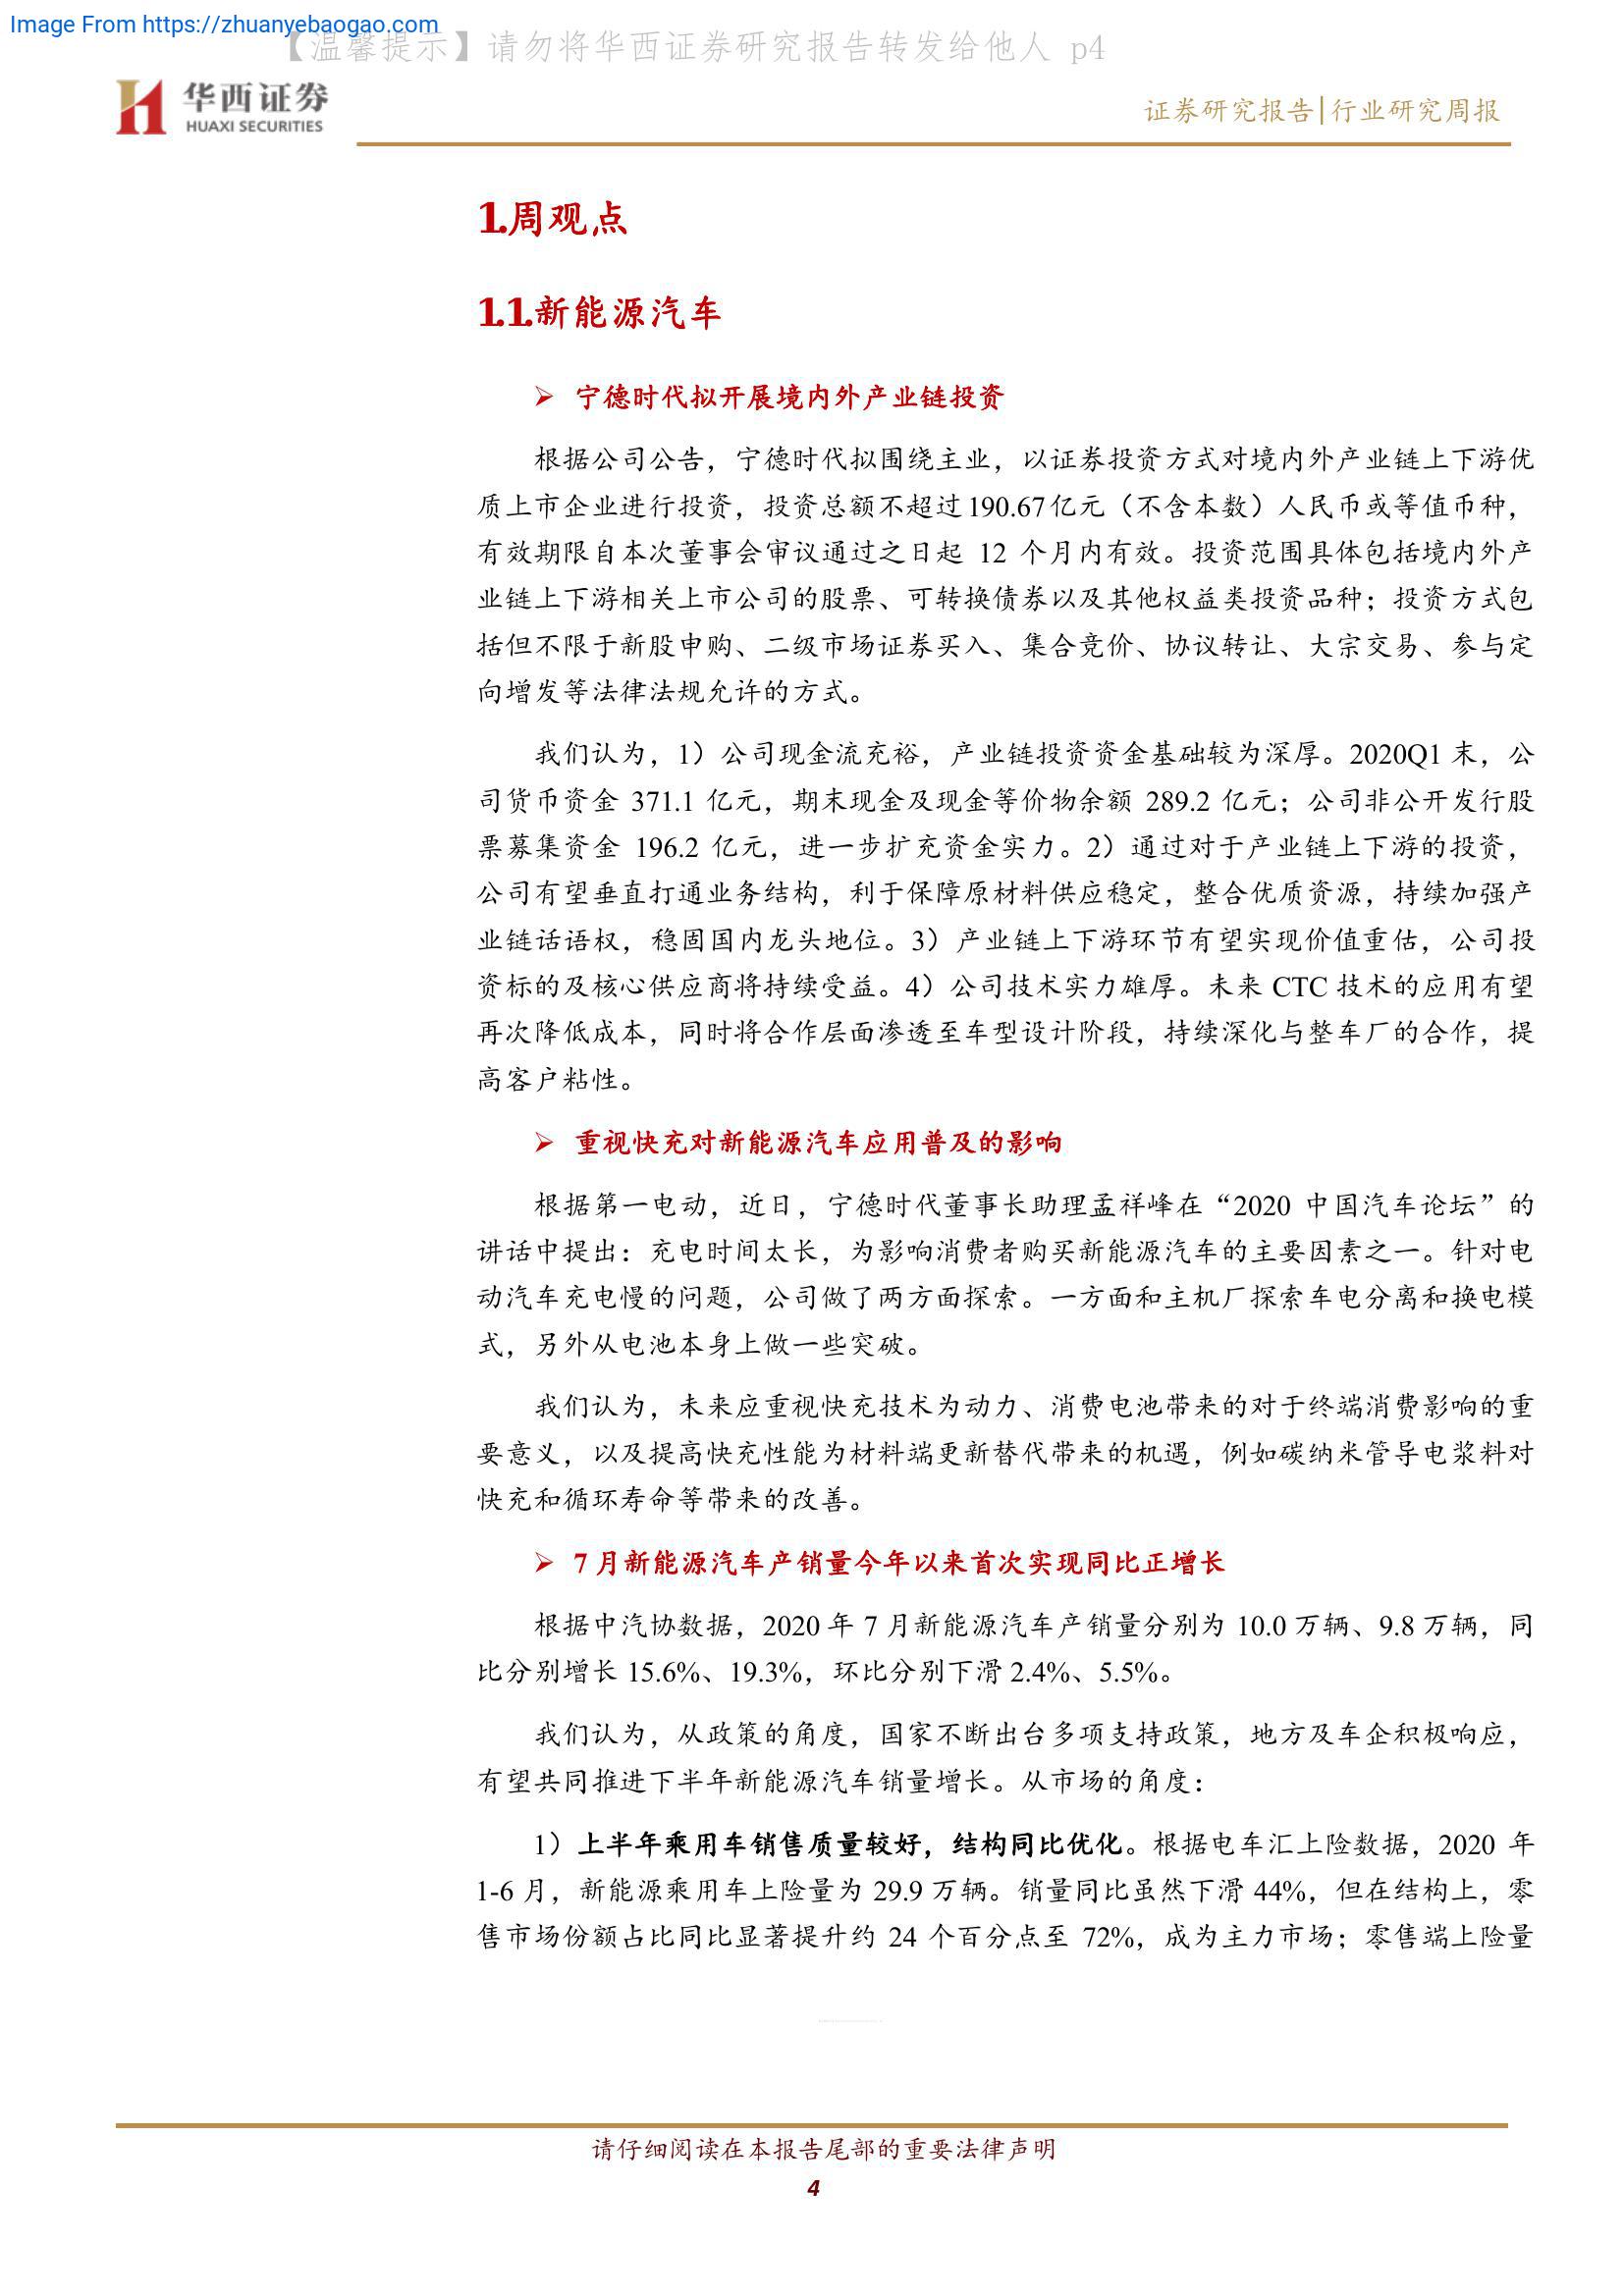 Image From https://zhuanyebaogao.com
【温馨提示】请勿将华西证券研究报告转发给他人 p4
华西证券
HUAXI SECURITIES
证券研究报告|行业研究周报
1.周观点
1.1.新能源汽车
➢ 宁德时代拟开展境内外产业链投资
根据公司公告，宁德时代拟围绕主业，以证券投资方式对境内外产业链上下游优
质上市企业进行投资，投资总额不超过190.67亿元（不含本数）人民币或等值币种，
有效期限自本次董事会审议通过之日起 12 个月内有效。投资范围具体包括境内外产
业链上下游相关上市公司的股票、可转换债券以及其他权益类投资品种；投资方式包
括但不限于新股申购、二级市场证券买入、集合竞价、协议转让、大宗交易、参与定
向增发等法律法规允许的方式。
我们认为，1）公司现金流充裕，产业链投资资金基础较为深厚。2020Q1 末，公
司货币资金 371.1 亿元，期末现金及现金等价物余额 289.2 亿元；公司非公开发行股
票募集资金 196.2 亿元，进一步扩充资金实力。2）通过对于产业链上下游的投资，
公司有望垂直打通业务结构，利于保障原材料供应稳定，整合优质资源，持续加强产
业链话语权，稳固国内龙头地位。3）产业链上下游环节有望实现价值重估，公司投
资标的及核心供应商将持续受益。4）公司技术实力雄厚。未来 CTC 技术的应用有望
再次降低成本，同时将合作层面渗透至车型设计阶段，持续深化与整车厂的合作，提
高客户粘性。
➢ 重视快充对新能源汽车应用普及的影响
根据第一电动，近日，宁德时代董事长助理孟祥峰在“2020 中国汽车论坛”的
讲话中提出：充电时间太长，为影响消费者购买新能源汽车的主要因素之一。针对电
动汽车充电慢的问题，公司做了两方面探索。一方面和主机厂探索车电分离和换电模
式，另外从电池本身上做一些突破。
我们认为，未来应重视快充技术为动力、消费电池带来的对于终端消费影响的重
要意义，以及提高快充性能为材料端更新替代带来的机遇，例如碳纳米管导电浆料对
快充和循环寿命等带来的改善。
➢ 7 月新能源汽车产销量今年以来首次实现同比正增长
根据中汽协数据，2020 年 7 月新能源汽车产销量分别为 10.0 万辆、9.8 万辆，同
比分别增长 15.6%、19.3%，环比分别下滑 2.4%、5.5%。
我们认为，从政策的角度，国家不断出台多项支持政策，地方及车企积极响应，
有望共同推进下半年新能源汽车销量增长。从市场的角度：
1）上半年乘用车销售质量较好，结构同比优化。根据电车汇上险数据，2020 年
1-6 月，新能源乘用车上险量为 29.9 万辆。销量同比虽然下滑 44%，但在结构上，零
售市场份额占比同比显著提升约 24 个百分点至 72%，成为主力市场；零售端上险量
请仔细阅读在本报告尾部的重要法律声明
4